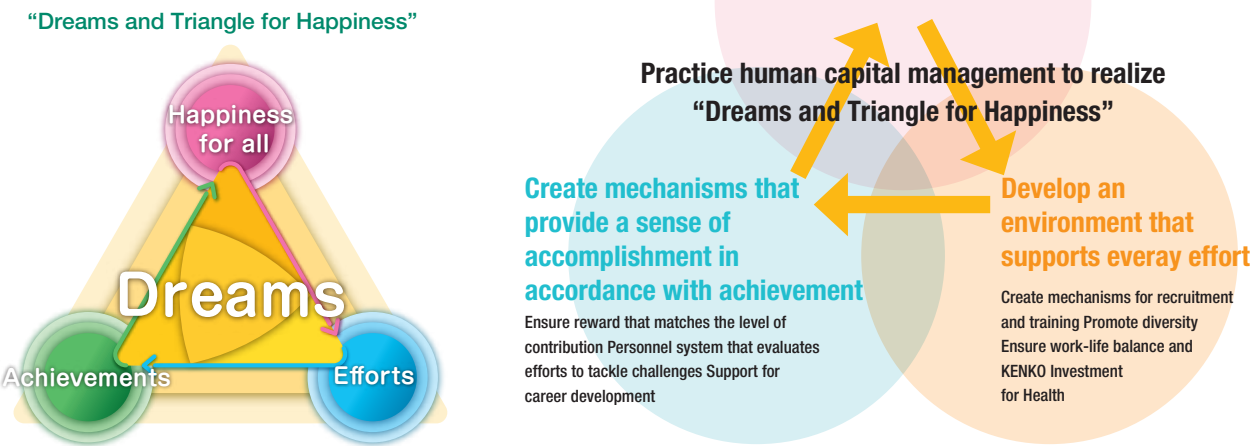 “Dreams and Triangle for Happiness”
Happiness
for all
Dreams
Achievements
Efforts
Practice human capital management to realize
“Dreams and Triangle for Happiness”
Create mechanisms that
provide a sense of
accomplishment in
accordance with achievement
Ensure reward that matches the level of
contribution Personnel system that evaluates
efforts to tackle challenges Support for
career development
Develop an
environment that
supports everay effort
Create mechanisms for recruitment
and training Promote diversity
Ensure work-life balance and
KENKO Investment
for Health